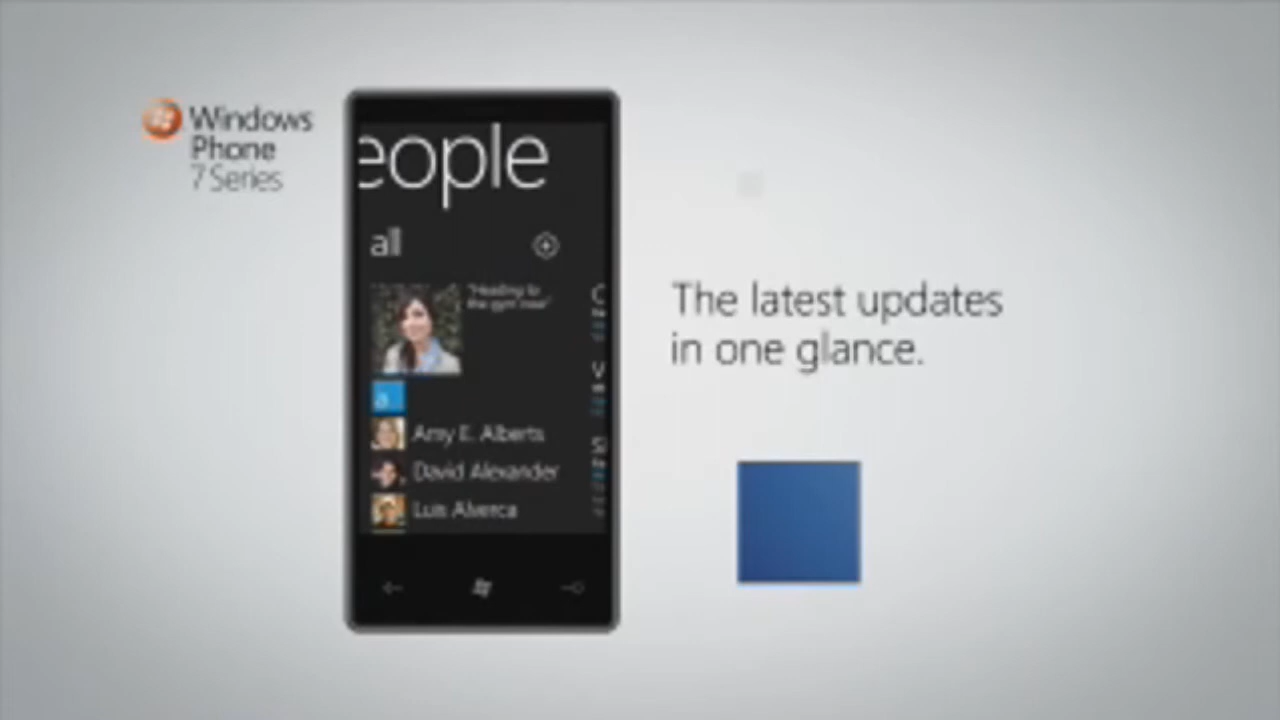 Windows
Phone
7 Series
eople
all
"Heading to
the gym now"
a
Amy E. Alberts
David Alexander
Luis Alverca
The latest updates
in one glance.